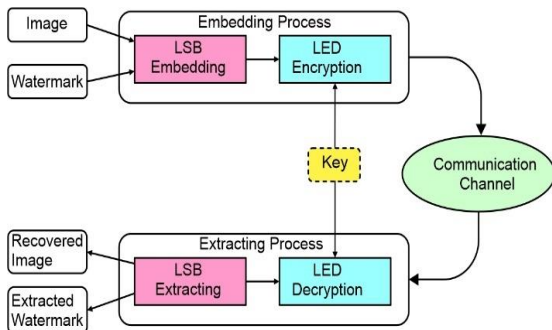 Image
Watermark
Embedding Process
LSB
Embedding
LED
Encryption
Key
Communication
Channel
Extracting Process
Recovered
Image
Extracted
Watermark
LSB
Extracting
LED
Decryption